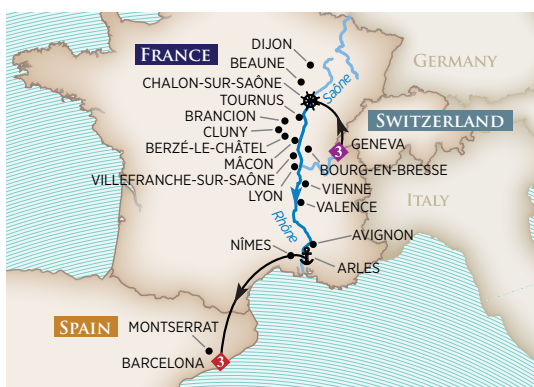 DIJON
FRANCE
BEAUNE
GERMANY
CHALON-SUR-SAÔNE
Saône
TOURNUS
BRANCION
SWITZERLAND
CLUNY
GENEVA
3
BERZÉ-LE-CHÂTEL
MÂCON
BOURG-EN-BRESSE
VILLEFRANCHE-SUR-SAÔNE
VIENNE
LYON
ITALY
VALENCE
Rhône
AVIGNON
NÎMES
ARLES
SPAIN
MONTSERRAT
BARCELONA
3